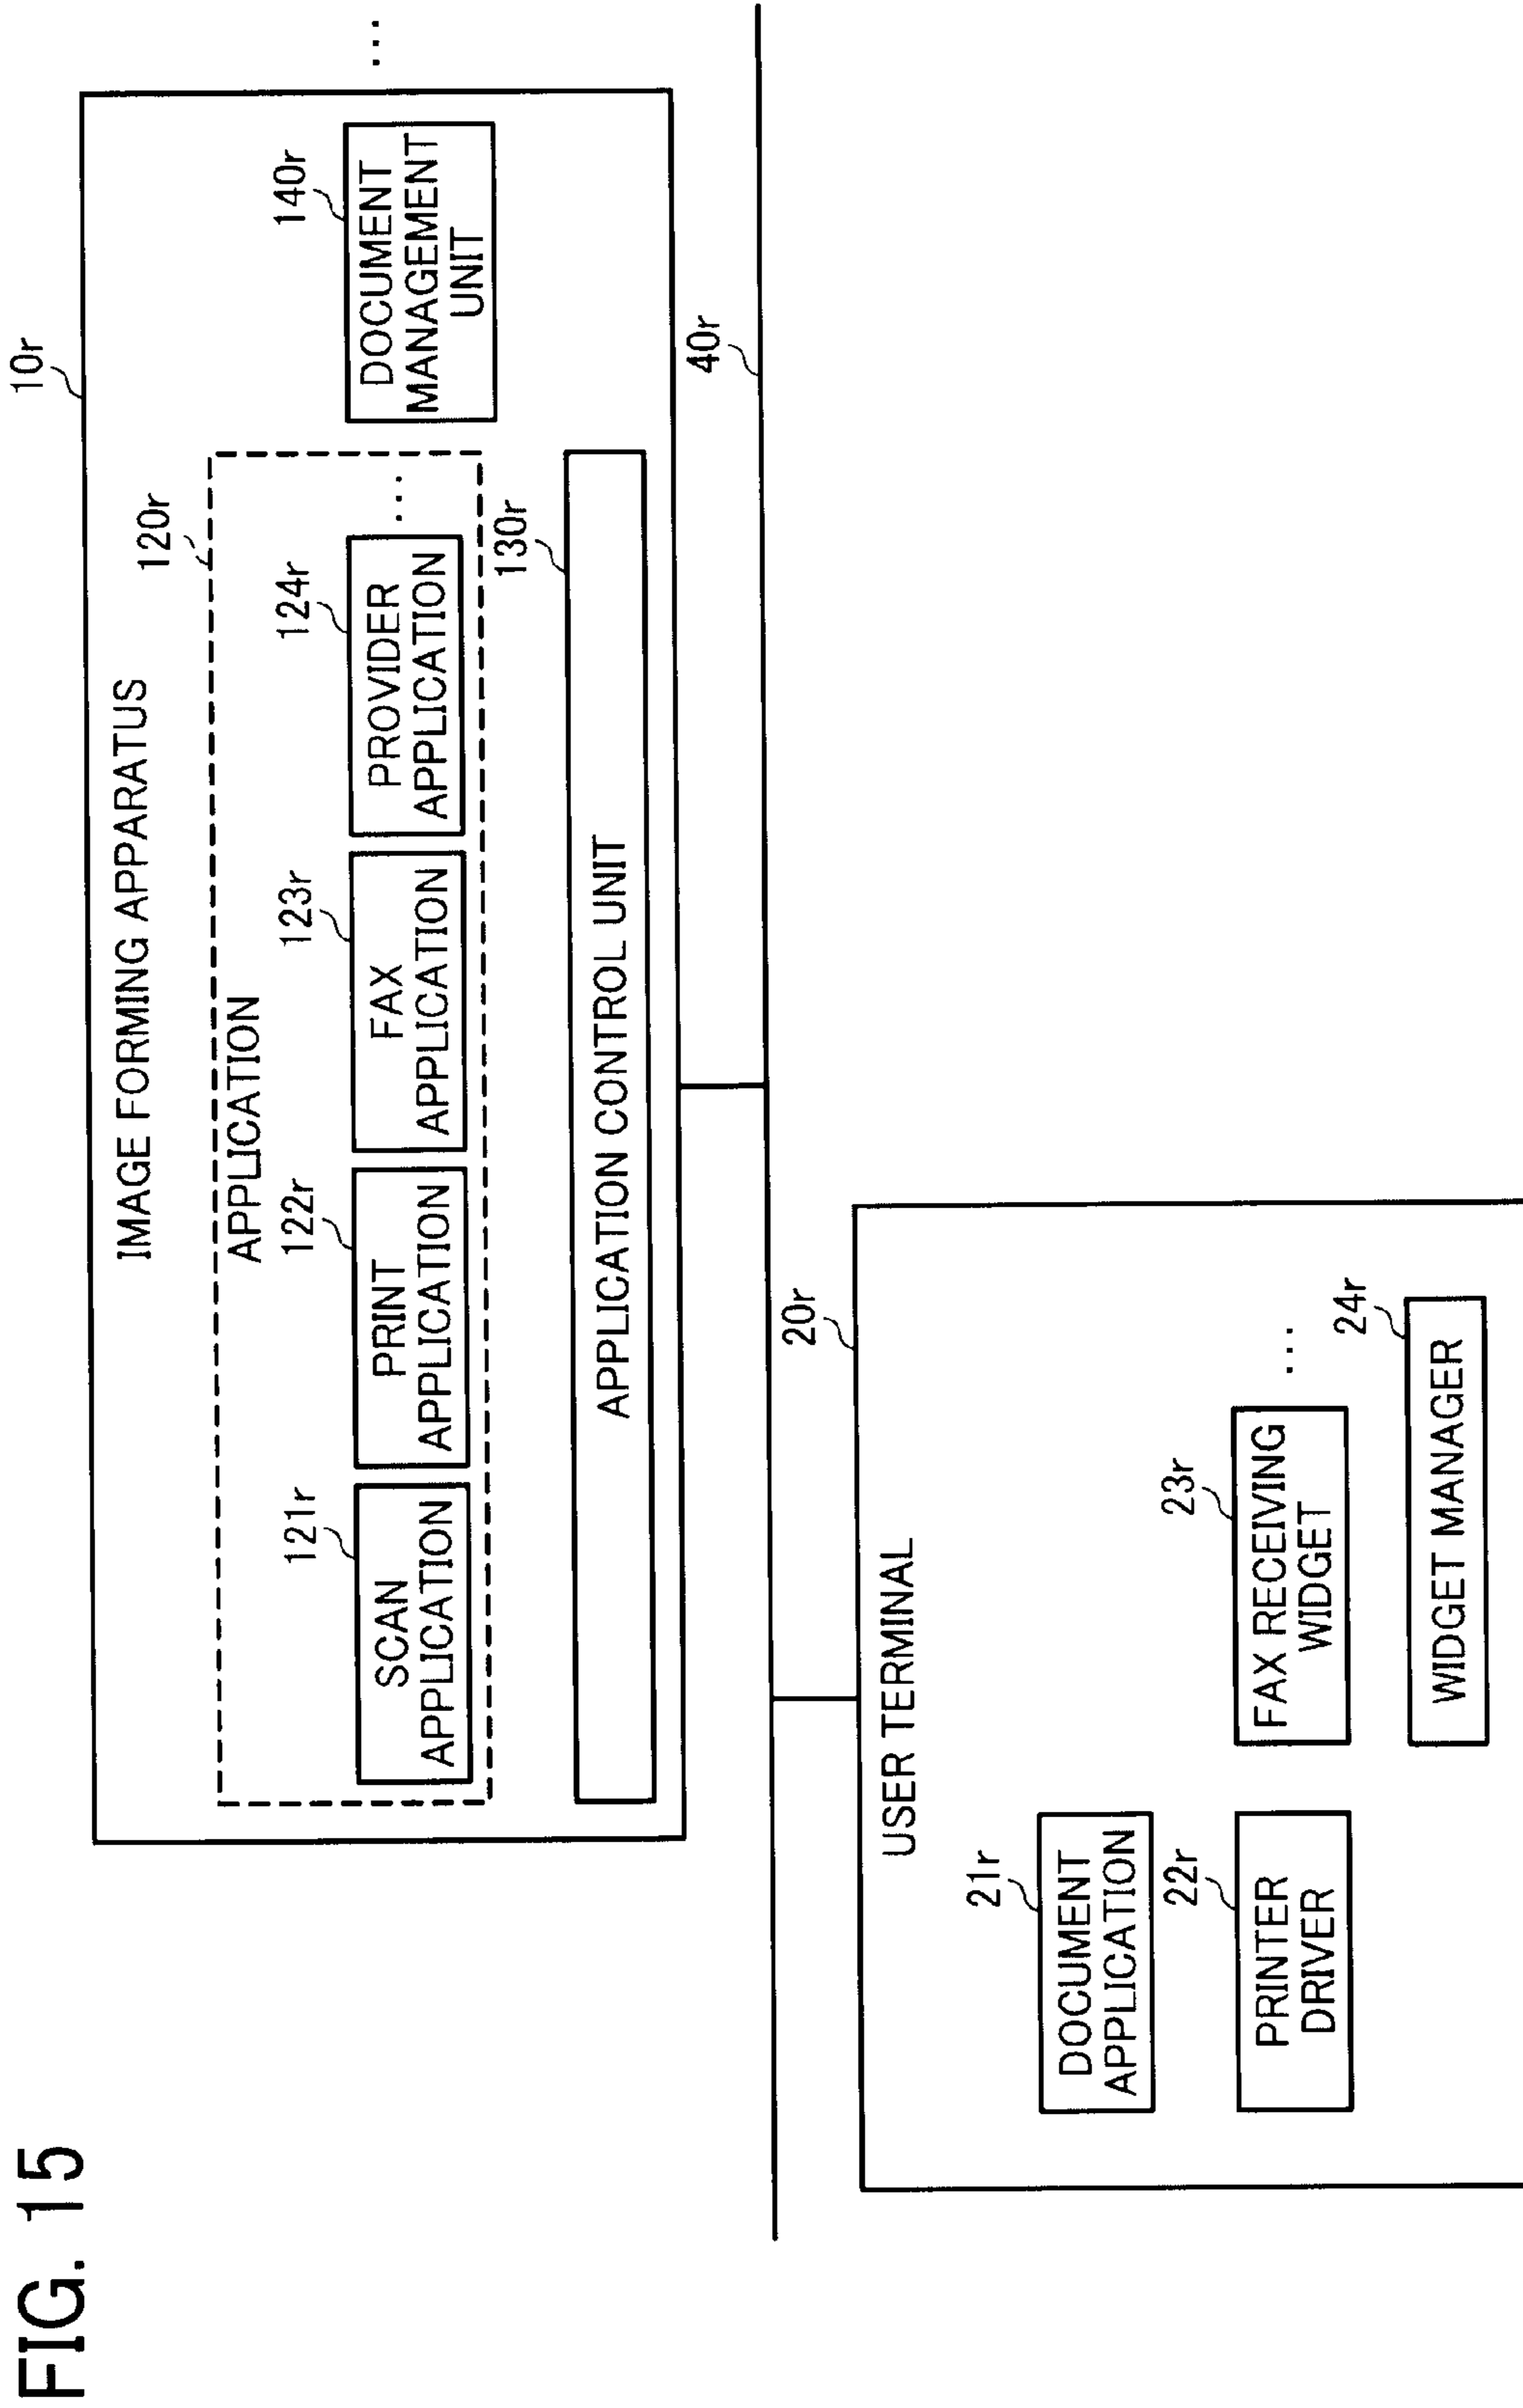 FIG. 15
10r
IMAGE FORMING APPARATUS
120r
APPLICATION
121r
SCAN
APPLICATION
122r
PRINT
APPLICATION
123r
FAX
APPLICATION
124r
PROVIDER
APPLICATION
...
140r
DOCUMENT
MANAGEMENT
UNIT
...
130r
APPLICATION CONTROL UNIT
40r
20r
USER TERMINAL
21r
DOCUMENT
APPLICATION
22r
PRINTER
DRIVER
23r
FAX RECEIVING
WIDGET
...
24r
WIDGET MANAGER